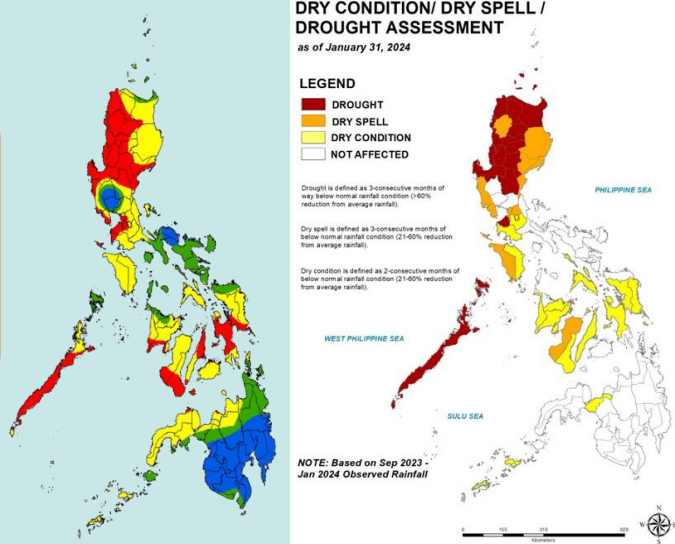 DRY CONDITION/ DRY SPELL /
DROUGHT ASSESSMENT
as of January 31, 2024
LEGEND
DROUGHT
DRY SPELL
DRY CONDITION
NOT AFFECTED
Drought is defined as 3-consecutive months of
way below normal rainfall condition (>60%
reduction from average rainfall).
PHILIPPINE SEA
Dry spell is defined as 3-consecutive months of
below normal rainfall condition (21-60% reduction
from average rainfall).
Dry condition is defined as 2-consecutive months of
below normal rainfall condition (21-60% reduction
from average rainfall).
WEST PHILIPPINE SEA
SULU SEA
NOTE: Based on Sep 2023 -
Jan 2024 Observed Rainfall
N
W E
S
0 155 310 620
Kilometers